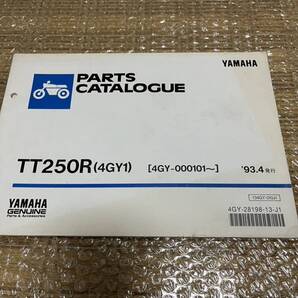 PARTS
CATALOGUE
YAMAHA
TT250R(4GY1) [4GY-000101~] '93.4発行
YAMAHA
GENUINE
Parts & Accessories
4GY-28198-13-J1